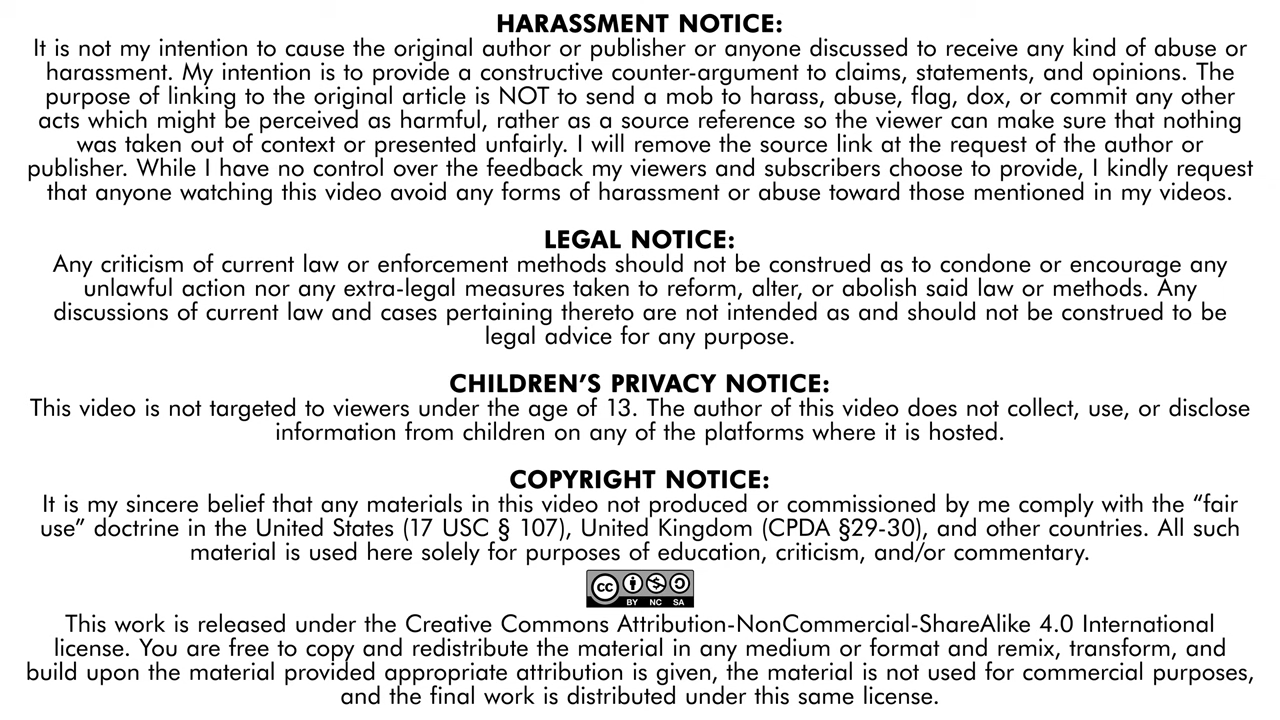 HARASSMENT NOTICE:
It is not my intention to cause the original author or publisher or anyone discussed to receive any kind of abuse or
harassment. My intention is to provide a constructive counter-argument to claims, statements, and opinions. The
purpose of linking to the original article is NOT to send a mob to harass, abuse, flag, dox, or commit any other
acts which might be perceived as harmful, rather as a source reference so the viewer can make sure that nothing
was taken out of context or presented unfairly. I will remove the source link at the request of the author or
publisher. While I have no control over the feedback my viewers and subscribers choose to provide, I kindly request
that anyone watching this video avoid any forms of harassment or abuse toward those mentioned in my videos.
LEGAL NOTICE:
Any criticism of current law or enforcement methods should not be construed as to condone or encourage any
unlawful action nor any extra-legal measures taken to reform, alter, or abolish said law or methods. Any
discussions of current law and cases pertaining thereto are not intended as and should not be construed to be
legal advice for any purpose.
CHILDREN'S PRIVACY NOTICE:
This video is not targeted to viewers under the age of 13. The author of this video does not collect, use, or disclose
information from children on any of the platforms where it is hosted.
COPYRIGHT NOTICE:
It is my sincere belief that any materials in this video not produced or commissioned by me comply with the “fair
use” doctrine in the United States (17 USC § 107), United Kingdom (CPDA §29-30), and other countries. All such
material is used here solely for purposes of education, criticism, and/or commentary.
cc
BY NC SA
This work is released under the Creative Commons Attribution-NonCommercial-ShareAlike 4.0 International
license. You are free to copy and redistribute the material in any medium or format and remix, transform, and
build upon the material provided appropriate attribution is given, the material is not used for commercial purposes,
and the final work is distributed under this same license.